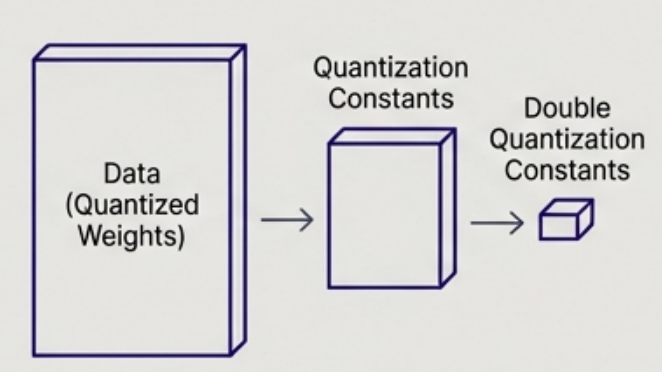 Data
(Quantized
Weights)
Quantization
Constants
Double
Quantization
Constants